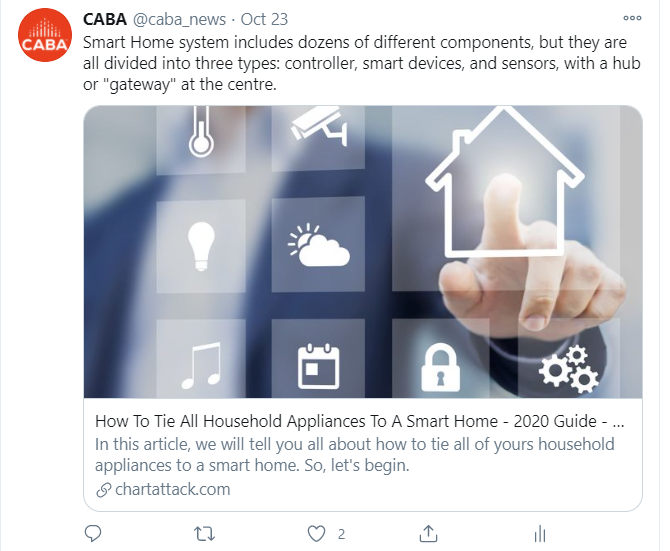 CABA
CABA @caba_news · Oct 23
Smart Home system includes dozens of different components, but they are
all divided into three types: controller, smart devices, and sensors, with a hub
or "gateway" at the centre.
How To Tie All Household Appliances To A Smart Home - 2020 Guide - ...
In this article, we will tell you all about how to tie all of yours household
appliances to a smart home. So, let's begin.
chartattack.com
2